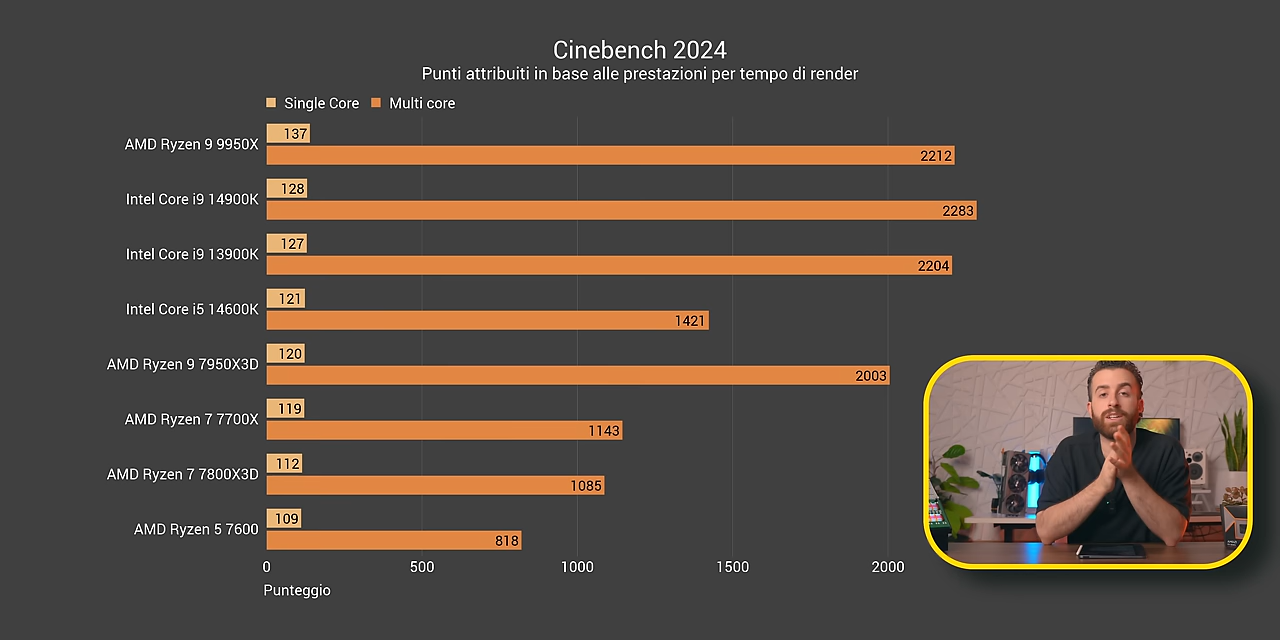 Cinebench 2024
Punti attribuiti in base alle prestazioni per tempo di render
Single Core Multi core
AMD Ryzen 9 9950X 137
2212
Intel Core i9 14900K 128
2283
Intel Core i9 13900K 127
2204
Intel Core i5 14600K 121
1421
AMD Ryzen 9 7950X3D 120
2003
AMD Ryzen 7 7700X 119
1143
AMD Ryzen 7 7800X3D 112
1085
AMD Ryzen 5 7600 109
818
0 500 1000 1500 2000
Punteggio